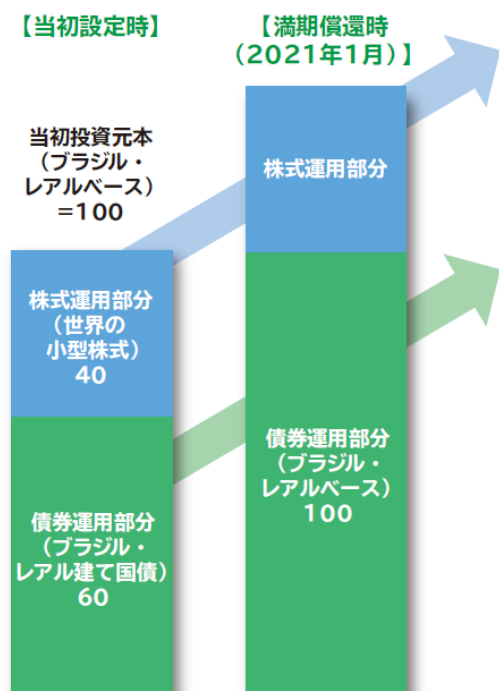 【当初設定時】
【満期償還時
（2021年1月）】
当初投資元本
（ブラジル・
レアルベース）
＝100
株式運用部分
株式運用部分
（世界の
小型株式）
40
債券運用部分
（ブラジル・
レアルベース）
100
債券運用部分
（ブラジル・
レアル建て国債）
60